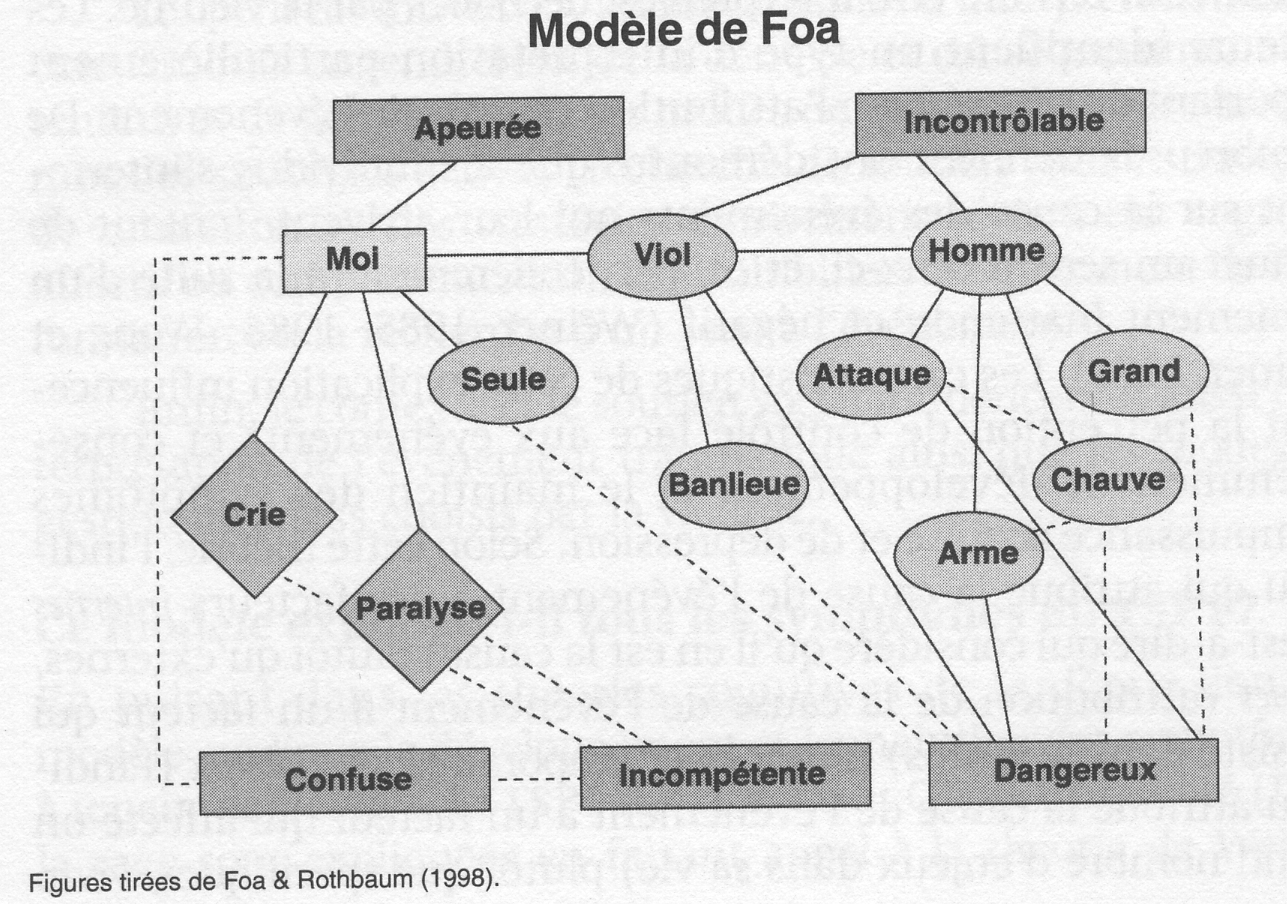 Modèle de Foa
Apeurée
Incontrôlable
Moi
Viol
Homme
Seule
Attaque
Grand
Banlieue
Chauve
Crie
Arme
Paralyse
Confuse
Incompétente
Dangereux
Figures tirées de Foa & Rothbaum (1998).